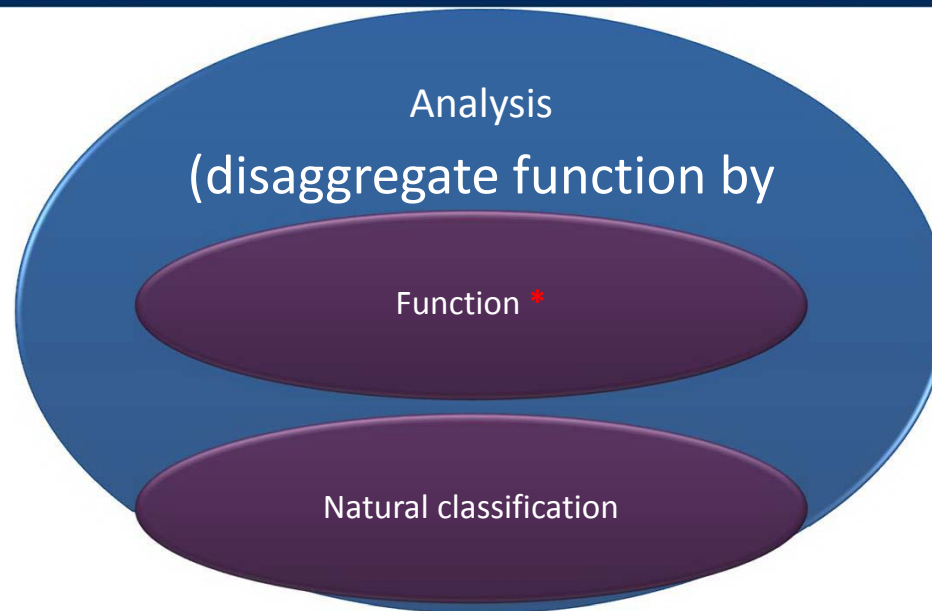 Analysis
(disaggregate function by
Function *
Natural classification